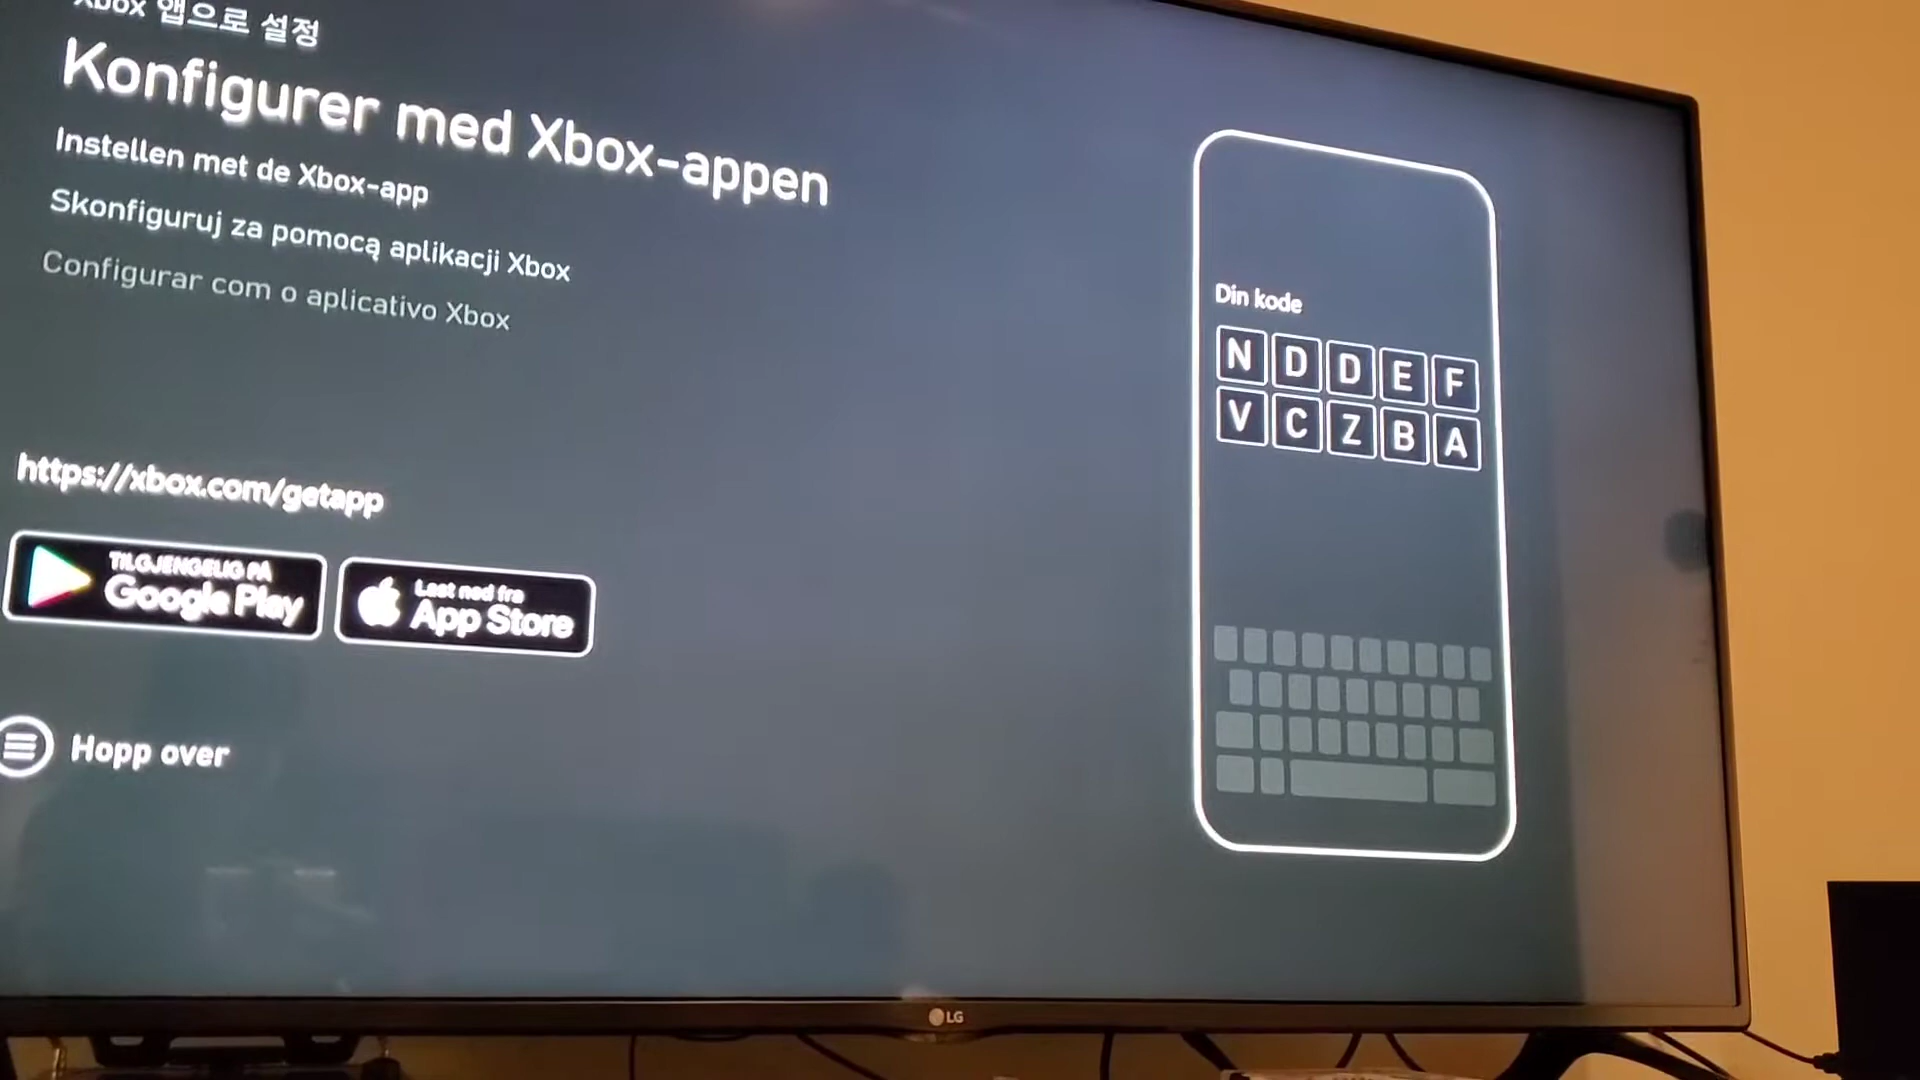 Xbox 앱으로 설정
Konfigurer med Xbox-appen
Instellen met de Xbox-app
Skonfiguruj za pomocą aplikacji Xbox
Configurar com o aplicativo Xbox
https://xbox.com/getapp
TILGJENGELIG PÅ
Google Play
Last ned fra
App Store
Hopp over
Din kode
N D D E F
V C Z B A
LG